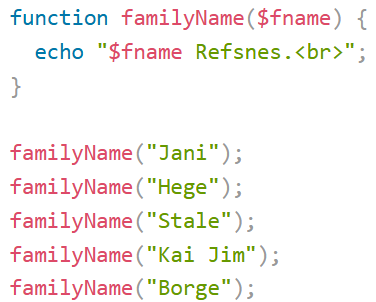 function familyName($fname) {
  echo "$fname Refsnes.<br>";
}

familyName("Jani");
familyName("Hege");
familyName("Stale");
familyName("Kai Jim");
familyName("Borge");